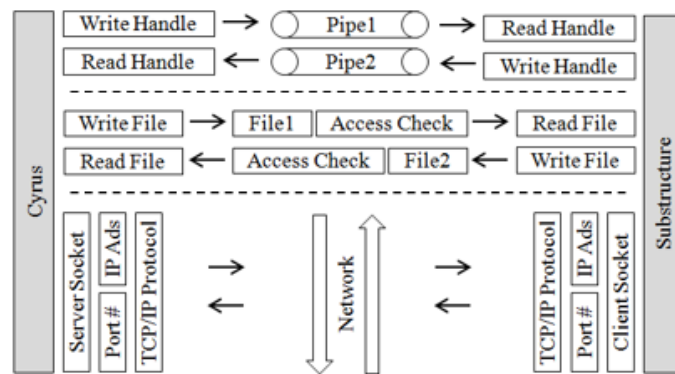 Cyrus
Write Handle
Pipe1
Read Handle
Read Handle
Pipe2
Write Handle
Write File
File1
Access Check
Read File
Read File
Access Check
File2
Write File
Server Socket
IP Ads
Port #
TCP/IP Protocol
Network
TCP/IP Protocol
IP Ads
Port #
Client Socket
Substructure